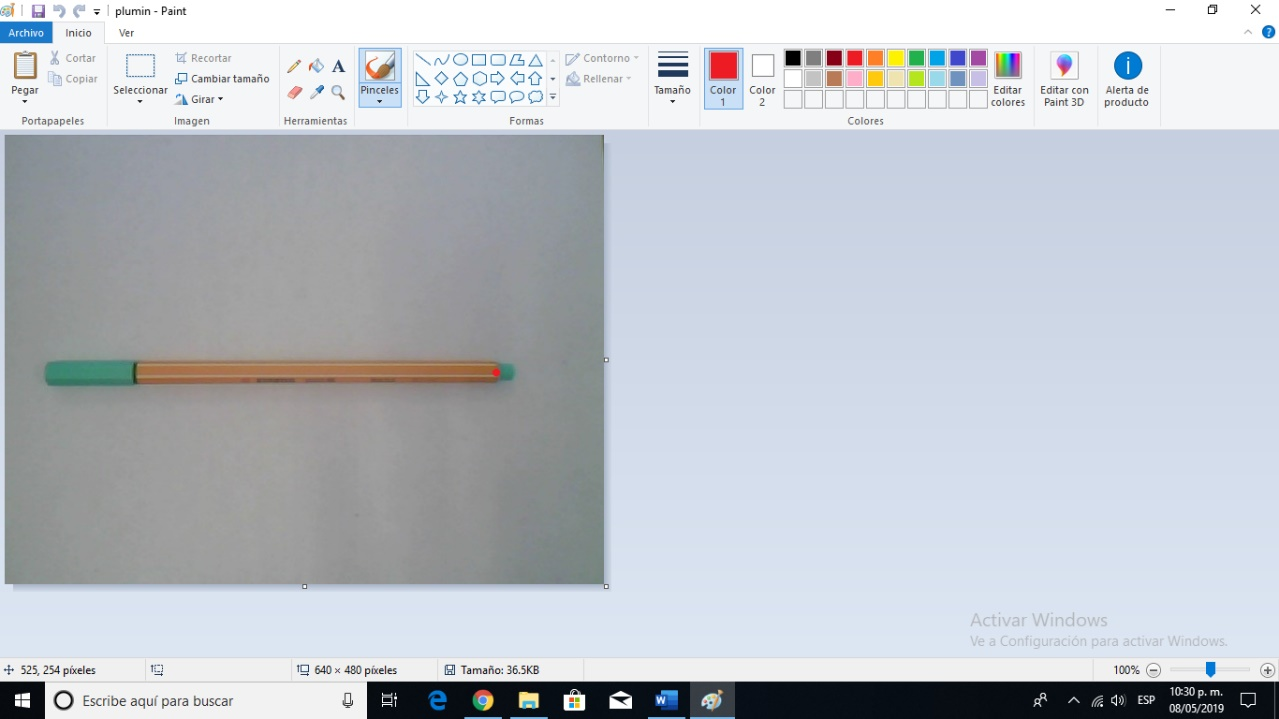 plumin - Paint
Archivo Inicio Ver
Pegar
Cortar
Copiar
Portapapeles
Seleccionar
Recortar
Cambiar tamaño
Girar
Imagen
A
Herramientas
Pinceles
Contorno
Rellenar
Formas
Tamaño
Color 1
Color 2
Editar colores
Colores
Editar con Paint 3D
Alerta de producto
Activar Windows
Ve a Configuración para activar Windows.
525, 254 píxeles
640 × 480 píxeles
Tamaño: 36.5KB
100%
Escribe aquí para buscar
ESP
10:30 p. m.
08/05/2019